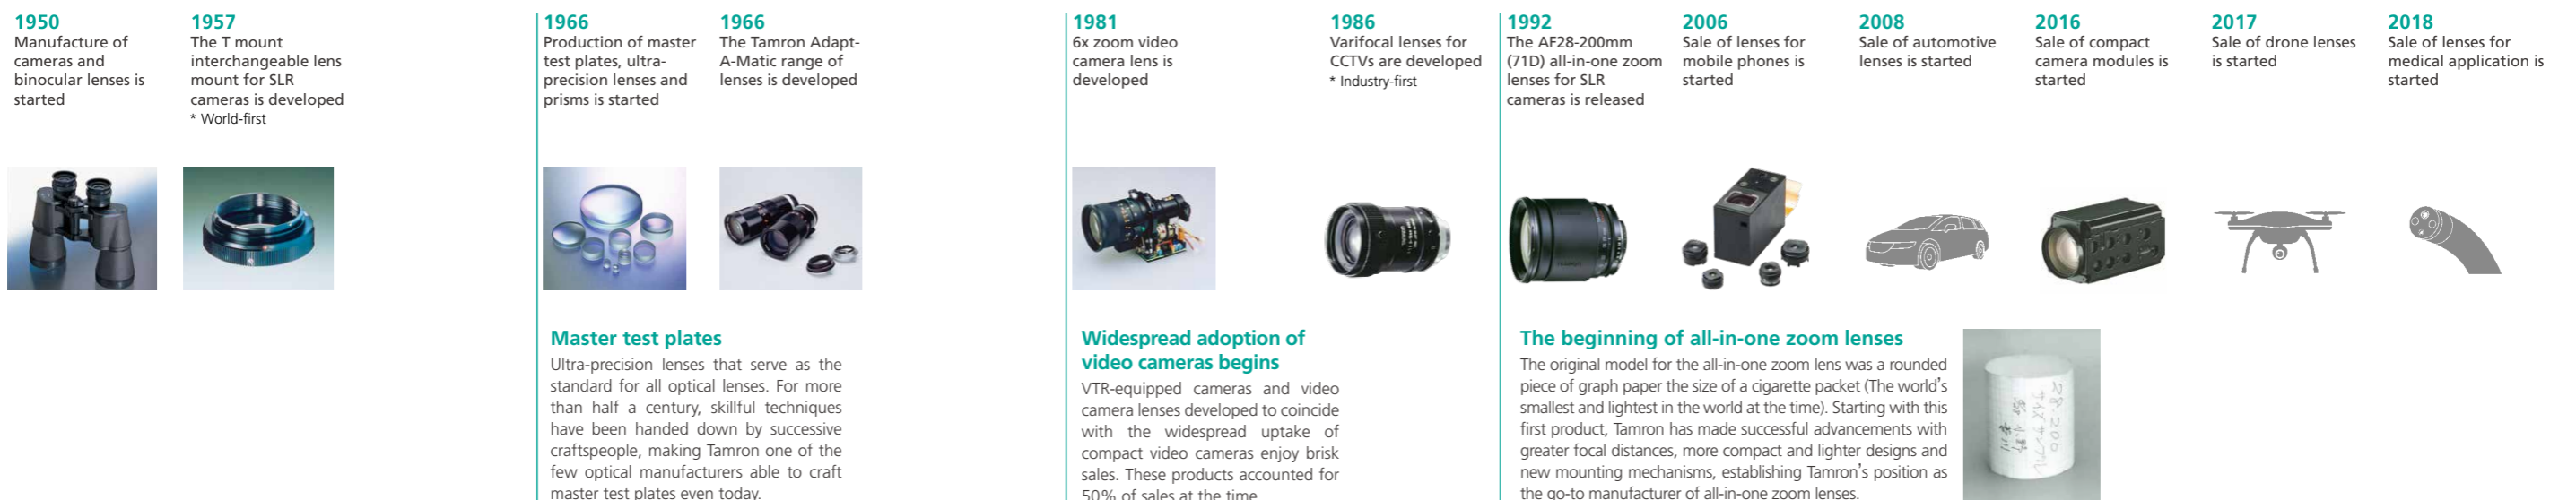 1950
Manufacture of
cameras and
binocular lenses is
started
1957
The T mount
interchangeable lens
mount for SLR
cameras is developed
* World-first
1966
Production of master
test plates, ultra-
precision lenses and
prisms is started
1966
The Tamron Adapt-
A-Matic range of
lenses is developed
1981
6x zoom video
camera lens is
developed
1986
Varifocal lenses for
CCTVs are developed
* Industry-first
1992
The AF28-200mm
(71D) all-in-one zoom
lenses for SLR
cameras is released
2006
Sale of lenses for
mobile phones is
started
2008
Sale of automotive
lenses is started
2016
Sale of compact
camera modules is
started
2017
Sale of drone lenses
is started
2018
Sale of lenses for
medical application is
started
Master test plates
Ultra-precision lenses that serve as the
standard for all optical lenses. For more
than half a century, skillful techniques
have been handed down by successive
craftspeople, making Tamron one of the
few optical manufacturers able to craft
master test plates even today.
Widespread adoption of
video cameras begins
VTR-equipped cameras and video
camera lenses developed to coincide
with the widespread uptake of
compact video cameras enjoy brisk
sales. These products accounted for
50% of sales at the time.
The beginning of all-in-one zoom lenses
The original model for the all-in-one zoom lens was a rounded
piece of graph paper the size of a cigarette packet (The world's
smallest and lightest in the world at the time). Starting with this
first product, Tamron has made successful advancements with
greater focal distances, more compact and lighter designs and
new mounting mechanisms, establishing Tamron's position as
the go-to manufacturer of all-in-one zoom lenses.
28-200